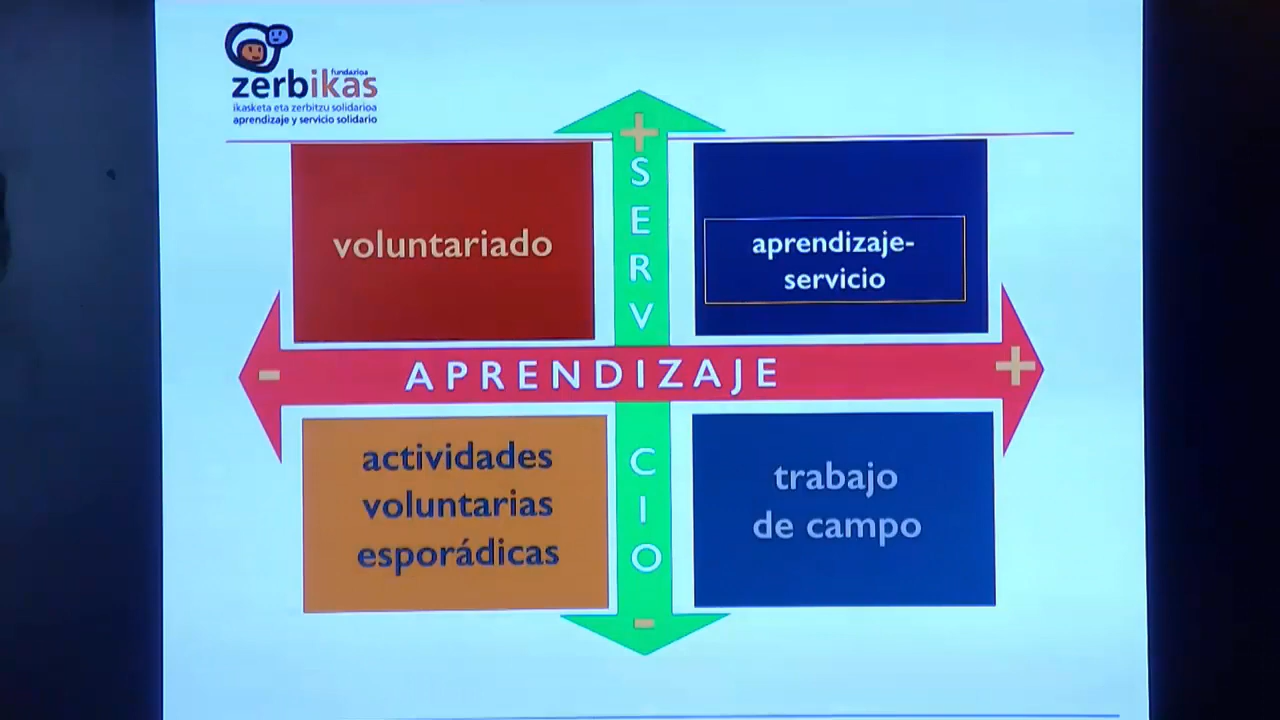 fundazioa
zerbikas
ikasketa eta zerbitzu solidarioa
aprendizaje y servicio solidario
+
SERVICIO
-
voluntariado
aprendizaje-
servicio
-
APRENDIZAJE
+
actividades
voluntarias
esporádicas
trabajo
de campo